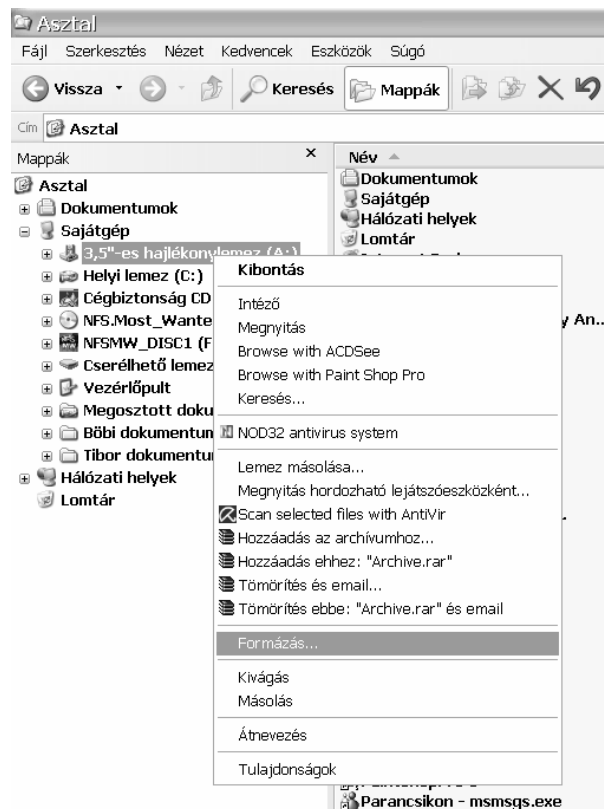 Asztal
Fájl Szerkesztés Nézet Kedvencek Eszközök Súgó
Vissza Keresés Mappák
Cím Asztal
Mappák
Asztal
Dokumentumok
Sajátgép
3,5"-es hajlékonylemez (A:)
Helyi lemez (C:)
Cégbiztonság CD
NFS.Most_Wante
NFSMW_DISC1 (F
Cserélhető lemez
Vezérlőpult
Megosztott doku
Böbi dokumentun
Tibor dokumentu
Hálózati helyek
Lomtár
Név
Dokumentumok
Sajátgép
Hálózati helyek
Lomtár
y An...
Kibontás
Intéző
Megnyitás
Browse with ACDSee
Browse with Paint Shop Pro
Keresés...
NOD32 antivirus system
Lemez másolása...
Megnyitás hordozható lejátszóeszközként...
Scan selected files with AntiVir
Hozzáadás az archívumhoz...
Hozzáadás ehhez: "Archive.rar"
Tömörítés és email...
Tömörítés ebbe: "Archive.rar" és email
Formázás...
Kivágás
Másolás
Átnevezés
Tulajdonságok
Parancsikon - msmsgs.exe